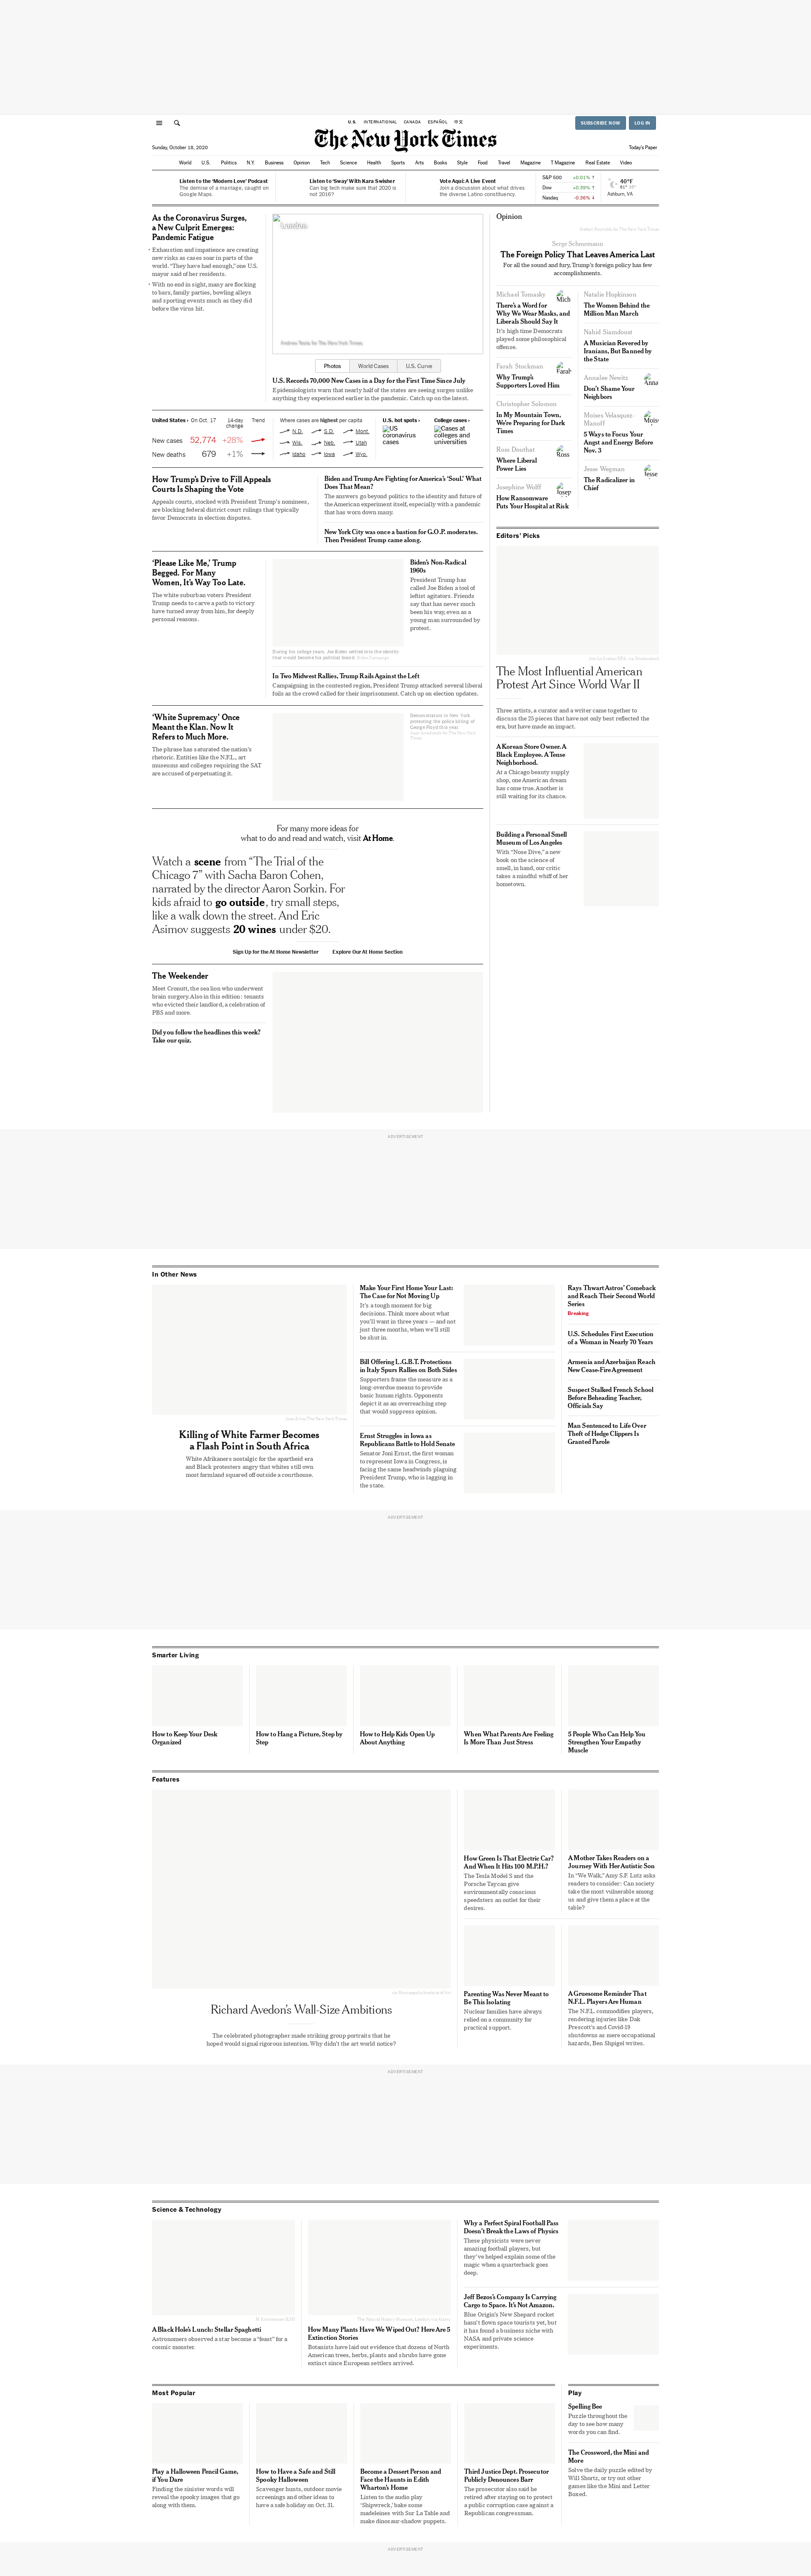 U.S. INTERNATIONAL CANADA ESPAÑOL 中文
SUBSCRIBE NOW LOG IN
The New York Times
Sunday, October 18, 2020
Today's Paper
World U.S. Politics N.Y. Business Opinion Tech Science Health Sports Arts Books Style Food Travel Magazine T Magazine Real Estate Video
Listen to the 'Modern Love' Podcast
The demise of a marriage, caught on
Google Maps.
Listen to 'Sway' With Kara Swisher
Can big tech make sure that 2020 is
not 2016?
Vote Aquí: A Live Event
Join a discussion about what drives
the diverse Latino constituency.
S&P 500 +0.01% ↑
Dow +0.39% ↑
Nasdaq -0.36% ↓
40°F
Ashburn, VA
As the Coronavirus Surges,
a New Culprit Emerges:
Pandemic Fatigue
• Exhaustion and impatience are creating
new risks as cases soar in parts of the
world. "They have had enough," one U.S.
mayor said of her residents.
• With no end in sight, many are flocking
to bars, family parties, bowling alleys
and sporting events much as they did
before the virus hit.
London
Andrew Testa for The New York Times
Photos World Cases U.S. Curve
U.S. Records 70,000 New Cases in a Day for the First Time Since July
Epidemiologists warn that nearly half of the states are seeing surges unlike
anything they experienced earlier in the pandemic. Catch up on the latest.
United States › On Oct. 17 14-day
change Trend
New cases 52,774 +28%
New deaths 679 +1%
Where cases are highest per capita
N.D. S.D. Mont.
Wis. Neb. Utah
Idaho Iowa Wyo.
U.S. hot spots ›
US
coronavirus
cases
College cases ›
Cases at
colleges and
universities
How Trump's Drive to Fill Appeals
Courts Is Shaping the Vote
Appeals courts, stocked with President Trump's nominees,
are blocking federal district court rulings that typically
favor Democrats in election disputes.
Biden and Trump Are Fighting for America's 'Soul.' What
Does That Mean?
The answers go beyond politics to the identity and future of
the American experiment itself, especially with a pandemic
that has worn down many.
New York City was once a bastion for G.O.P. moderates.
Then President Trump came along.
'Please Like Me,' Trump
Begged. For Many
Women, It's Way Too Late.
The white suburban voters President
Trump needs to carve a path to victory
have turned away from him, for deeply
personal reasons.
During his college years, Joe Biden settled into the identity
that would become his political brand. Biden Campaign
Biden's Non-Radical
1960s
President Trump has
called Joe Biden a tool of
leftist agitators. Friends
say that has never much
been his way, even as a
young man surrounded by
protest.
In Two Midwest Rallies, Trump Rails Against the Left
Campaigning in the contested region, President Trump attacked several liberal
foils as the crowd called for their imprisonment. Catch up on election updates.
'White Supremacy' Once
Meant the Klan. Now It
Refers to Much More.
The phrase has saturated the nation's
rhetoric. Entities like the N.F.L., art
museums and colleges requiring the SAT
are accused of perpetuating it.
Demonstrators in New York
protesting the police killing of
George Floyd this year.
For many more ideas for
what to do and read and watch, visit At Home.
Watch a scene from "The Trial of the
Chicago 7" with Sacha Baron Cohen,
narrated by the director Aaron Sorkin. For
kids afraid to go outside, try small steps,
like a walk down the street. And Eric
Asimov suggests 20 wines under $20.
Sign Up for the At Home Newsletter Explore Our At Home Section
The Weekender
Meet Cronutt, the sea lion who underwent
brain surgery. Also in this edition: tenants
who evicted their landlord, a celebration of
PBS and more.
Did you follow the headlines this week?
Take our quiz.
Opinion
Serge Schmemann
The Foreign Policy That Leaves America Last
For all the sound and fury, Trump's foreign policy has few
accomplishments.
Michael Tomasky
Mich
There's a Word for
Why We Wear Masks, and
Liberals Should Say It
It's high time Democrats
played some philosophical
offense.
Farah Stockman
Farah
Why Trump's
Supporters Loved Him
Christopher Solomon
In My Mountain Town,
We're Preparing for Dark
Times
Ross Douthat
Ross
Where Liberal
Power Lies
Josephine Wolff
Josep
How Ransomware
Puts Your Hospital at Risk
Natalie Hopkinson
The Women Behind the
Million Man March
Nahid Siamdoust
A Musician Revered by
Iranians, But Banned by
the State
Annalee Newitz
Anna
Don't Shame Your
Neighbors
Moises Velasquez-
Manoff
Moise
5 Ways to Focus Your
Angst and Energy Before
Nov. 3
Jesse Wegman
Jesse
The Radicalizer in
Chief
Editors' Picks
The Most Influential American
Protest Art Since World War II
Three artists, a curator and a writer came together to
discuss the 25 pieces that have not only best reflected the
era, but have made an impact.
A Korean Store Owner. A
Black Employee. A Tense
Neighborhood.
At a Chicago beauty supply
shop, one American dream
has come true. Another is
still waiting for its chance.
Building a Personal Smell
Museum of Los Angeles
With "Nose Dive," a new
book on the science of
smell, in hand, our critic
takes a mindful whiff of her
hometown.
ADVERTISEMENT
In Other News
Killing of White Farmer Becomes
a Flash Point in South Africa
White Afrikaners nostalgic for the apartheid era
and Black protesters angry that whites still own
most farmland squared off outside a courthouse.
Make Your First Home Your Last:
The Case for Not Moving Up
It's a tough moment for big
decisions. Think more about what
you'll want in three years — and not
just three months, when we'll still
be shut in.
Bill Offering L.G.B.T. Protections
in Italy Spurs Rallies on Both Sides
Supporters frame the measure as a
long-overdue means to provide
basic human rights. Opponents
depict it as an overreaching step
that would suppress opinion.
Ernst Struggles in Iowa as
Republicans Battle to Hold Senate
Senator Joni Ernst, the first woman
to represent Iowa in Congress, is
facing the same headwinds plaguing
President Trump, who is lagging in
the state.
Rays Thwart Astros' Comeback
and Reach Their Second World
Series
Breaking
U.S. Schedules First Execution
of a Woman in Nearly 70 Years
Armenia and Azerbaijan Reach
New Cease-Fire Agreement
Suspect Stalked French School
Before Beheading Teacher,
Officials Say
Man Sentenced to Life Over
Theft of Hedge Clippers Is
Granted Parole
ADVERTISEMENT
Smarter Living
How to Keep Your Desk
Organized
How to Hang a Picture, Step by
Step
How to Help Kids Open Up
About Anything
When What Parents Are Feeling
Is More Than Just Stress
5 People Who Can Help You
Strengthen Your Empathy
Muscle
Features
Richard Avedon's Wall-Size Ambitions
The celebrated photographer made striking group portraits that he
hoped would signal rigorous intention. Why didn't the art world notice?
How Green Is That Electric Car?
And When It Hits 100 M.P.H.?
The Tesla Model S and the
Porsche Taycan give
environmentally conscious
speedsters an outlet for their
desires.
A Mother Takes Readers on a
Journey With Her Autistic Son
In "We Walk," Amy S.F. Lutz asks
readers to consider: Can society
take the most vulnerable among
us and give them a place at the
table?
Parenting Was Never Meant to
Be This Isolating
Nuclear families have always
relied on a community for
practical support.
A Gruesome Reminder That
N.F.L. Players Are Human
The N.F.L. commodifies players,
rendering injuries like Dak
Prescott's and Covid-19
shutdowns as mere occupational
hazards, Ben Shpigel writes.
ADVERTISEMENT
Science & Technology
A Black Hole's Lunch: Stellar Spaghetti
Astronomers observed a star become a "feast" for a
cosmic monster.
The Natural History Museum, London, via Alamy
How Many Plants Have We Wiped Out? Here Are 5
Extinction Stories
Botanists have laid out evidence that dozens of North
American trees, herbs, plants and shrubs have gone
extinct since European settlers arrived.
Why a Perfect Spiral Football Pass
Doesn't Break the Laws of Physics
These physicists were never
amazing football players, but
they've helped explain some of the
magic when a quarterback goes
deep.
Jeff Bezos's Company Is Carrying
Cargo to Space. It's Not Amazon.
Blue Origin's New Shepard rocket
hasn't flown space tourists yet, but
it has found a business niche with
NASA and private science
experiments.
Most Popular
Play a Halloween Pencil Game,
if You Dare
Finding the sinister words will
reveal the spooky images that go
along with them.
How to Have a Safe and Still
Spooky Halloween
Scavenger hunts, outdoor movie
screenings and other ideas to
have a safe holiday on Oct. 31.
Become a Dessert Person and
Face the Haunts in Edith
Wharton's Home
Listen to the audio play
'Shipwreck,' bake some
madeleines with Sur La Table and
make dinosaur-shadow puppets.
Third Justice Dept. Prosecutor
Publicly Denounces Barr
The prosecutor also said he
retired after staying on to protect
a public corruption case against a
Republican congressman.
Play
Spelling Bee
Puzzle throughout the
day to see how many
words you can find.
The Crossword, the Mini and
More
Solve the daily puzzle edited by
Will Shortz, or try out other
games like the Mini and Letter
Boxed.
ADVERTISEMENT